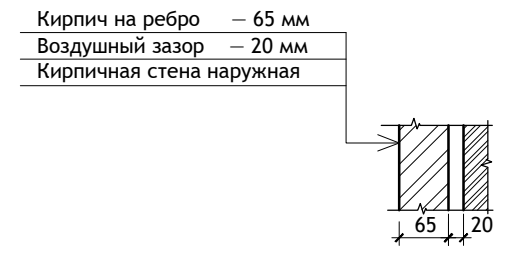 Кирпич на ребро — 65 мм
Воздушный зазор — 20 мм
Кирпичная стена наружная
65 20